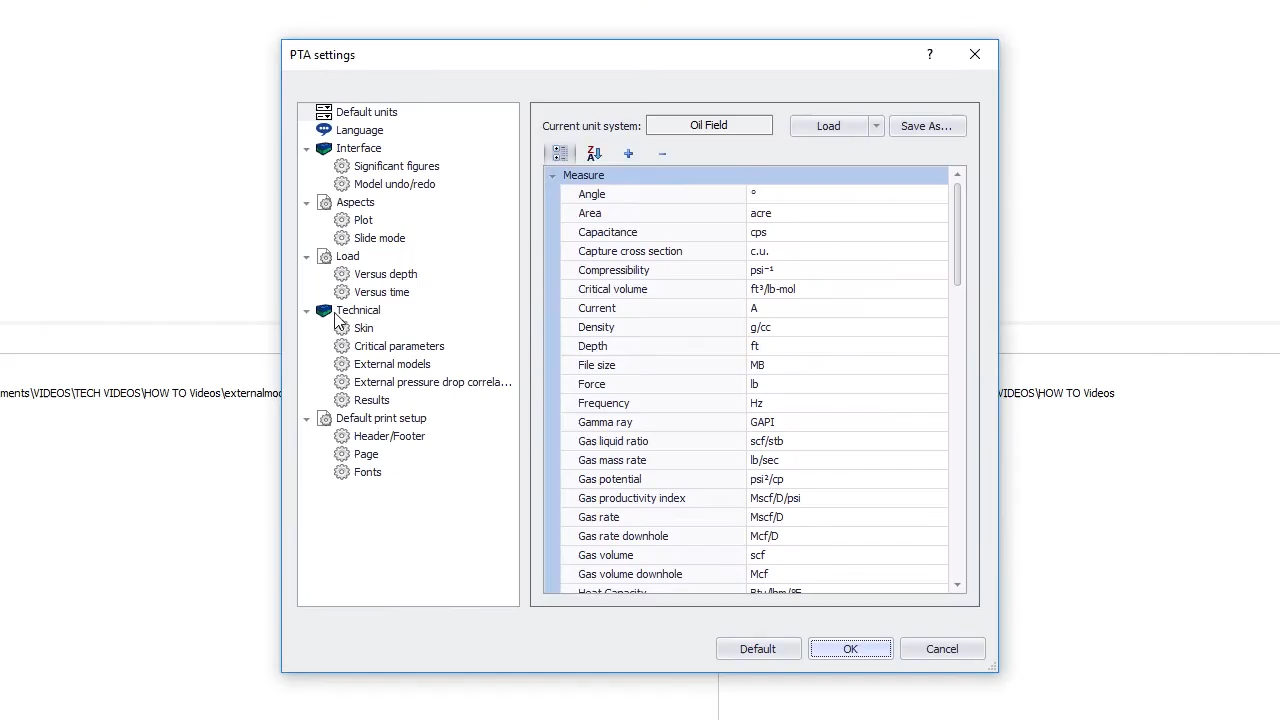 PTA settings
?
Default units
Language
Interface
Significant figures
Model undo/redo
Aspects
Plot
Slide mode
Load
Versus depth
Versus time
Technical
Skin
Critical parameters
External models
External pressure drop correla...
Results
Default print setup
Header/Footer
Page
Fonts
Current unit system: Oil Field Load Save As...
Measure
Angle °
Area acre
Capacitance cps
Capture cross section c.u.
Compressibility psi⁻¹
Critical volume ft³/lb-mol
Current A
Density g/cc
Depth ft
File size MB
Force lb
Frequency Hz
Gamma ray GAPI
Gas liquid ratio scf/stb
Gas mass rate lb/sec
Gas potential psi²/cp
Gas productivity index Mscf/D/psi
Gas rate Mscf/D
Gas rate downhole Mcf/D
Gas volume scf
Gas volume downhole Mcf
Heat Capacity Btu/lbm/°F
Default OK Cancel
ments\VIDEOS\TECH VIDEOS\HOW TO Videos\externalmod
VIDEOS\HOW TO Videos